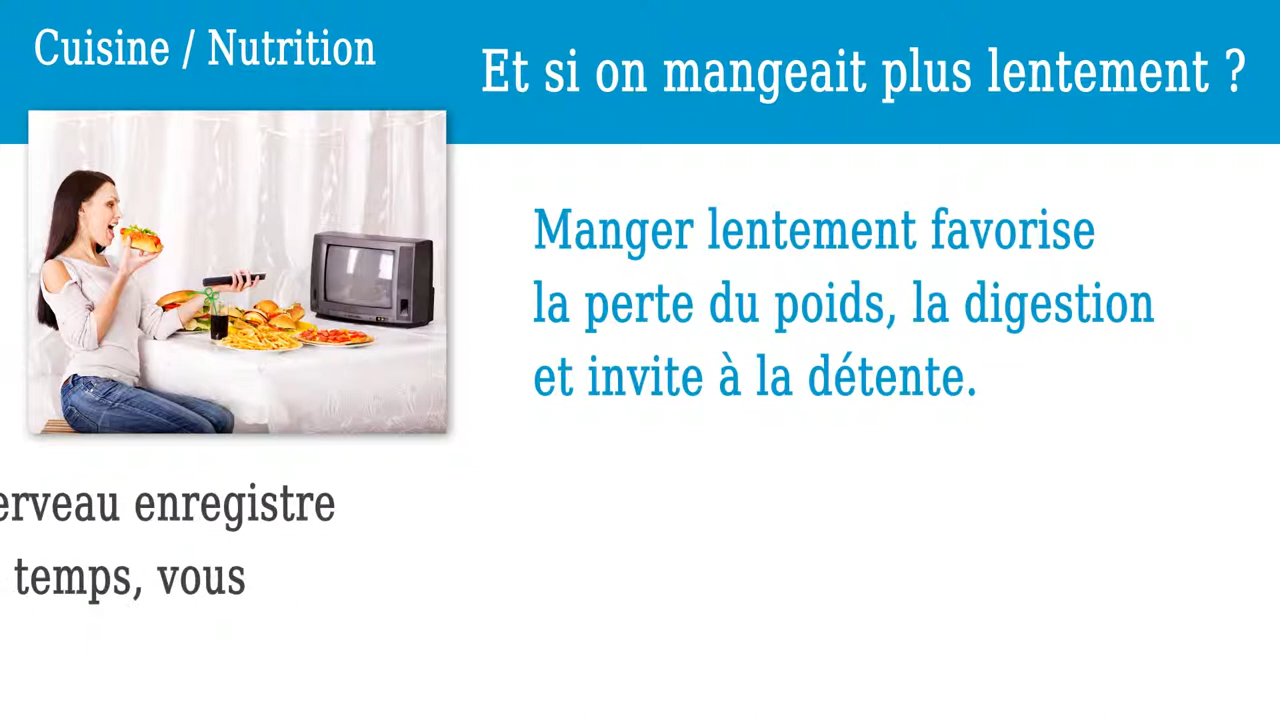 Cuisine / Nutrition
Et si on mangeait plus lentement ?
Manger lentement favorise
la perte du poids, la digestion
et invite à la détente.
enregistre
temps, vous